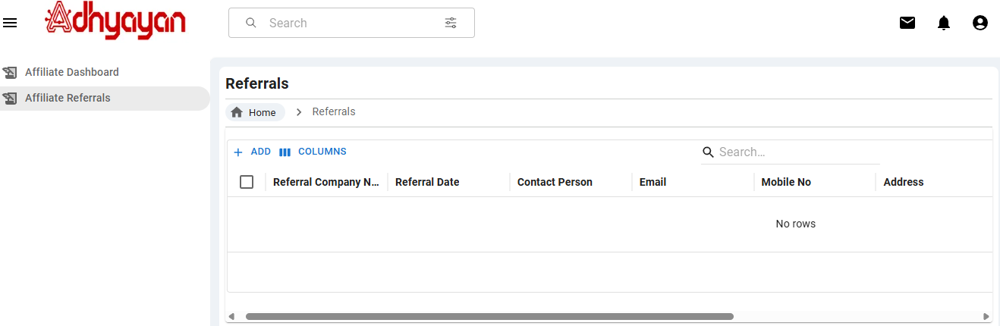 Adhyayan
Search
Affiliate Dashboard
Affiliate Referrals
Referrals
Home
Referrals
ADD
COLUMNS
Search…
Referral Company N…
Referral Date
Contact Person
Email
Mobile No
Address
No rows